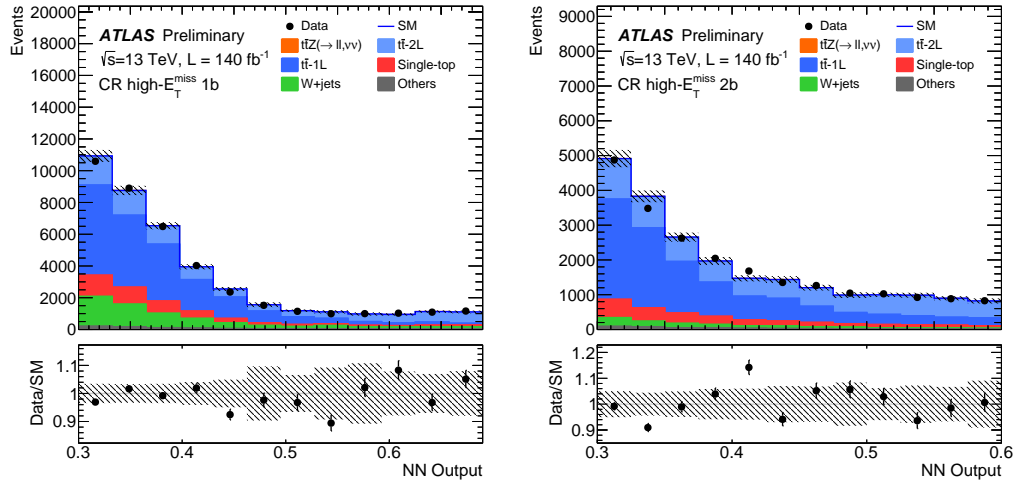 Events
20000
18000
16000
14000
12000
10000
8000
6000
4000
2000
0
ATLAS Preliminary
√s=13 TeV, L = 140 fb⁻¹
CR high-E_T^miss 1b
Data
SM
tt̄Z(→ ll,νν)
tt̄-2L
tt̄-1L
Single-top
W+jets
Others
Data/SM
1.1
1
0.9
0.3
0.4
0.5
0.6
NN Output
Events
9000
8000
7000
6000
5000
4000
3000
2000
1000
0
ATLAS Preliminary
√s=13 TeV, L = 140 fb⁻¹
CR high-E_T^miss 2b
Data
SM
tt̄Z(→ ll,νν)
tt̄-2L
tt̄-1L
Single-top
W+jets
Others
Data/SM
1.2
1.1
1
0.9
0.3
0.4
0.5
0.6
NN Output